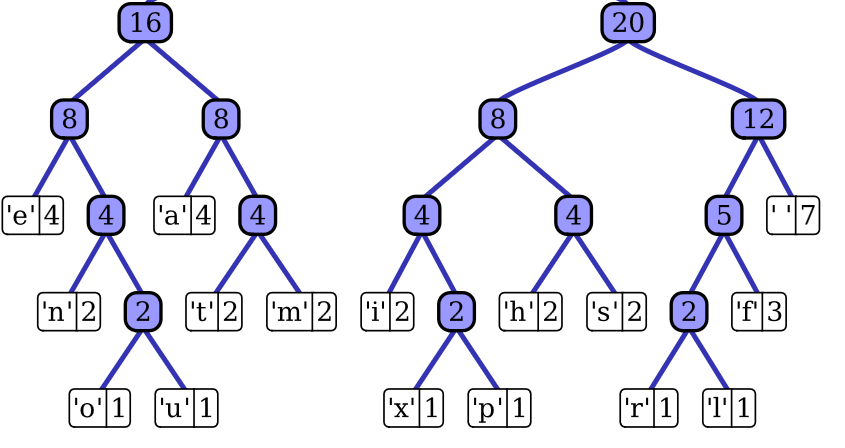 16 20
8 8 8 12
'e' 4 4 'a' 4 4 4 4 5 ' ' 7
'n' 2 2 't' 2 'm' 2 'i' 2 2 'h' 2 's' 2 2 'f' 3
'o' 1 'u' 1 'x' 1 'p' 1 'r' 1 'l' 1